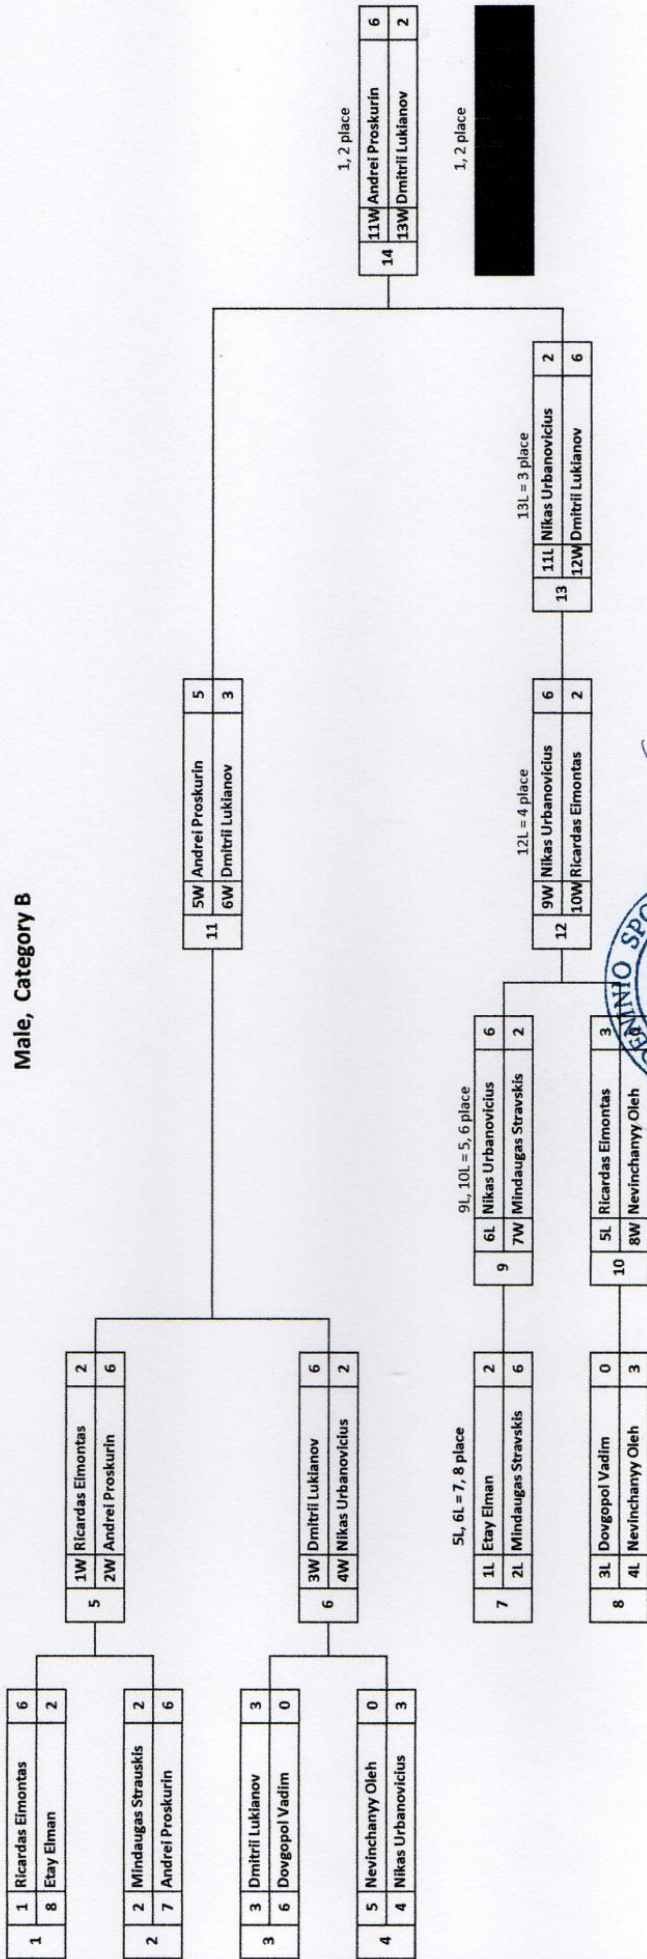 Male, Category B
1 1 Ricardas Eimontas 6
8 Etay Elman 2
2 2 Mindaugas Strauskis 2
7 Andrei Proskurin 6
3 3 Dmitrii Lukianov 3
6 Dovgopol Vadim 0
4 5 Nevinchanyy Oleh 0
4 Nikas Urbanovicius 3
5 1W Ricardas Eimontas 2
2W Andrei Proskurin 6
6 3W Dmitrii Lukianov 6
4W Nikas Urbanovicius 2
5L, 6L = 7, 8 place
7 1L Etay Elman 2
2L Mindaugas Stravskis 6
8 3L Dovgopol Vadim 0
4L Nevinchanyy Oleh 3
9L, 10L = 5, 6 place
9 6L Nikas Urbanovicius 6
7W Mindaugas Stravskis 2
10 5L Ricardas Eimontas 3
8W Nevinchanyy Oleh
11 5W Andrei Proskurin 5
6W Dmitrii Lukianov 3
12L = 4 place
12 9W Nikas Urbanovicius 6
10W Ricardas Eimontas 2
13L = 3 place
13 11L Nikas Urbanovicius 2
12W Dmitrii Lukianov 6
1, 2 place
14 11W Andrei Proskurin 6
13W Dmitrii Lukianov 2
1, 2 place